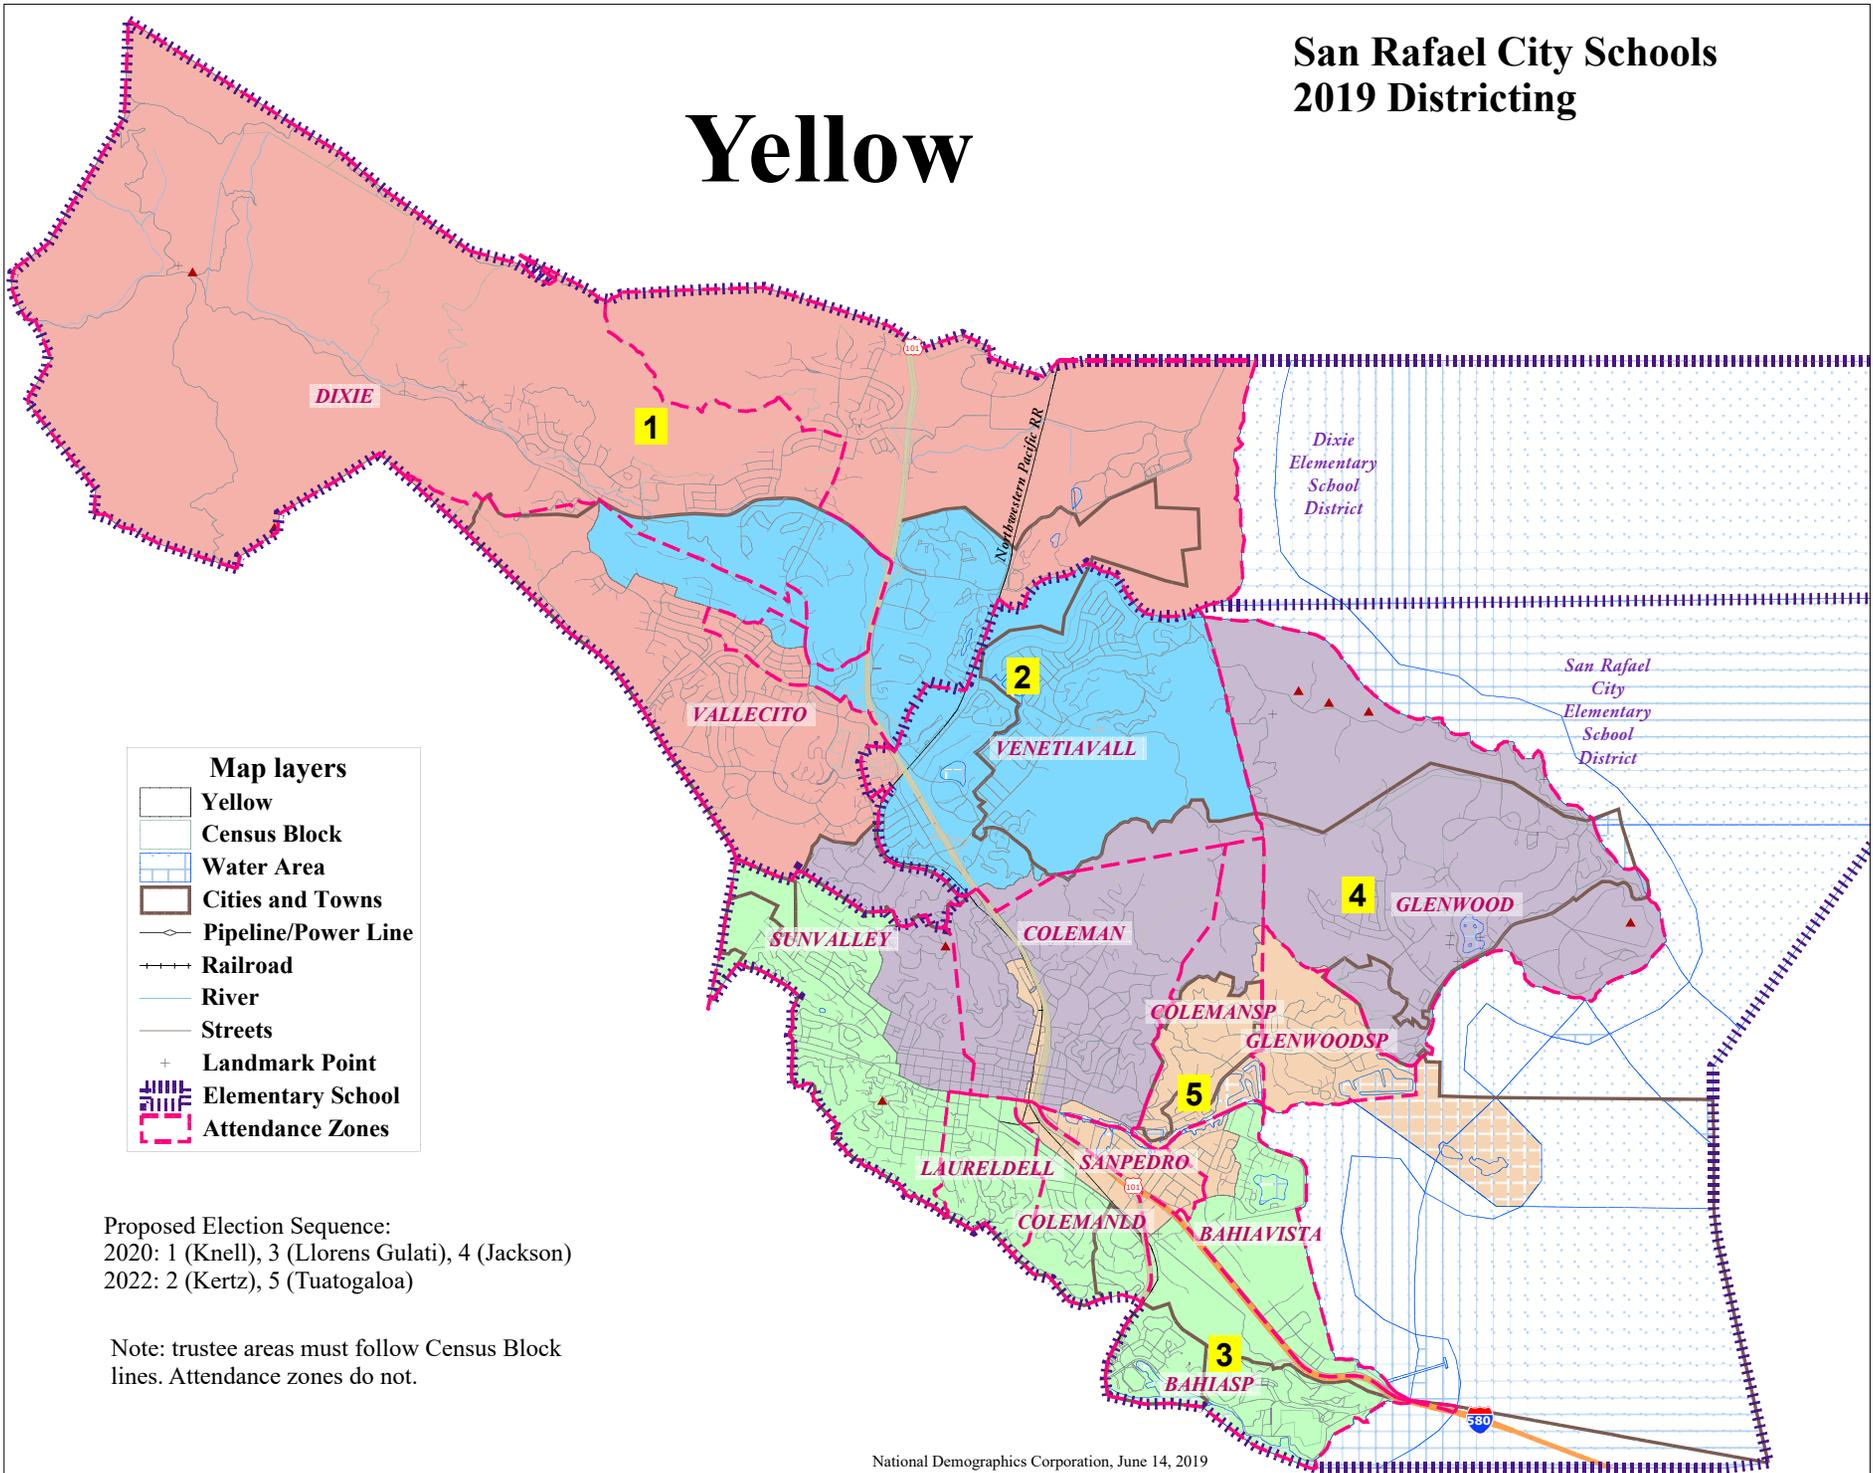 San Rafael City Schools
2019 Districting
Yellow
101
DIXIE
1
Northwestern Pacific RR
Dixie
Elementary
School
District
2
San Rafael
City
Elementary
School
District
VALLECITO
VENETIAVALL
4
GLENWOOD
COLEMAN
SUNVALLEY
COLEMANSP
GLENWOODSP
5
LAURELDELL
SANPEDRO
101
COLEMANLD
BAHIAVISTA
3
BAHIASP
580
Map layers
Yellow
Census Block
Water Area
Cities and Towns
Pipeline/Power Line
Railroad
River
Streets
Landmark Point
Elementary School
Attendance Zones
Proposed Election Sequence:
2020: 1 (Knell), 3 (Llorens Gulati), 4 (Jackson)
2022: 2 (Kertz), 5 (Tuatogaloa)
Note: trustee areas must follow Census Block
lines. Attendance zones do not.
National Demographics Corporation, June 14, 2019